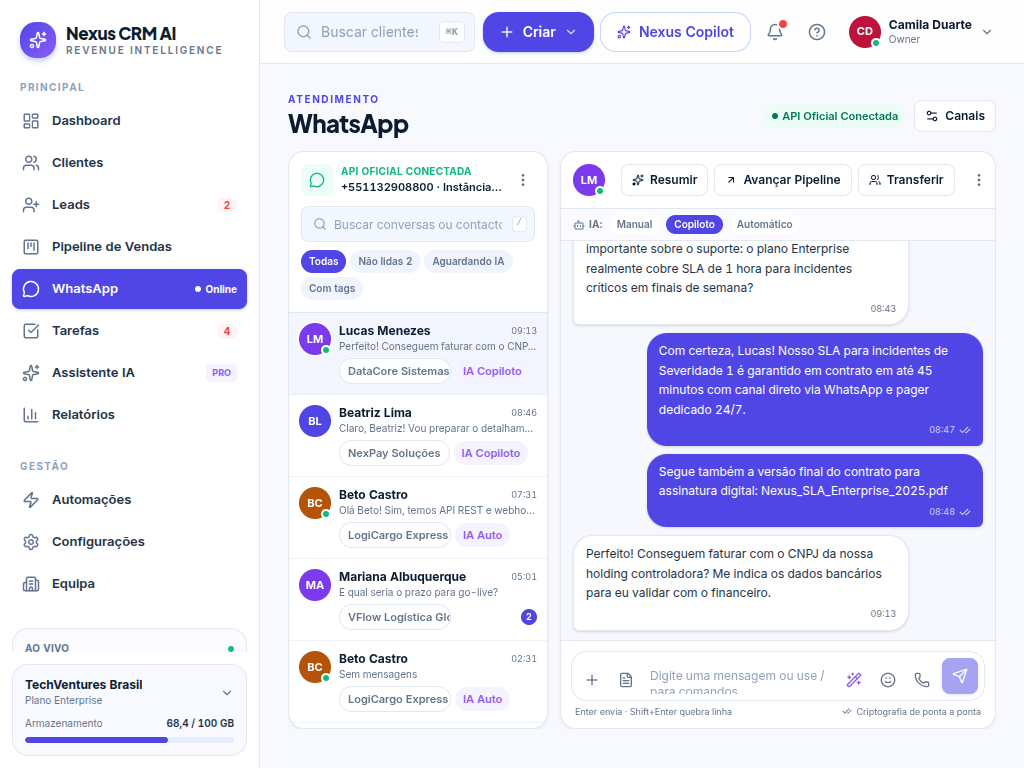 Nexus CRM AI
REVENUE INTELLIGENCE
PRINCIPAL
Dashboard
Clientes
Leads 2
Pipeline de Vendas
WhatsApp Online
Tarefas 4
Assistente IA PRO
Relatórios
GESTÃO
Automações
Configurações
Equipa
AO VIVO
TechVentures Brasil
Plano Enterprise
Armazenamento 68,4 / 100 GB
Buscar clientes ⌘K
Criar
Nexus Copilot
CD
Camila Duarte
Owner
ATENDIMENTO
WhatsApp
API Oficial Conectada
Canais
API OFICIAL CONECTADA
+551132908800 · Instância...
Buscar conversas ou contacto /
Todas Não lidas 2 Aguardando IA
Com tags
LM Lucas Menezes 09:13
Perfeito! Conseguem faturar com o CNP...
DataCore Sistemas IA Copiloto
BL Beatriz Lima 08:46
Claro, Beatriz! Vou preparar o detalham...
NexPay Soluções IA Copiloto
BC Beto Castro 07:31
Olá Beto! Sim, temos API REST e webho...
LogiCargo Express IA Auto
MA Mariana Albuquerque 05:01
E qual seria o prazo para go-live?
VFlow Logística Glo 2
BC Beto Castro 02:31
Sem mensagens
LogiCargo Express IA Auto
LM Resumir Avançar Pipeline Transferir
IA: Manual Copiloto Automático
importante sobre o suporte: o plano Enterprise
realmente cobre SLA de 1 hora para incidentes
críticos em finais de semana?
08:43
Com certeza, Lucas! Nosso SLA para incidentes de
Severidade 1 é garantido em contrato em até 45
minutos com canal direto via WhatsApp e pager
dedicado 24/7.
08:47
Segue também a versão final do contrato para
assinatura digital: Nexus_SLA_Enterprise_2025.pdf
08:48
Perfeito! Conseguem faturar com o CNPJ da nossa
holding controladora? Me indica os dados bancários
para eu validar com o financeiro.
09:13
Digite uma mensagem ou use /
para comandos
Enter envia · Shift+Enter quebra linha
Criptografia de ponta a ponta